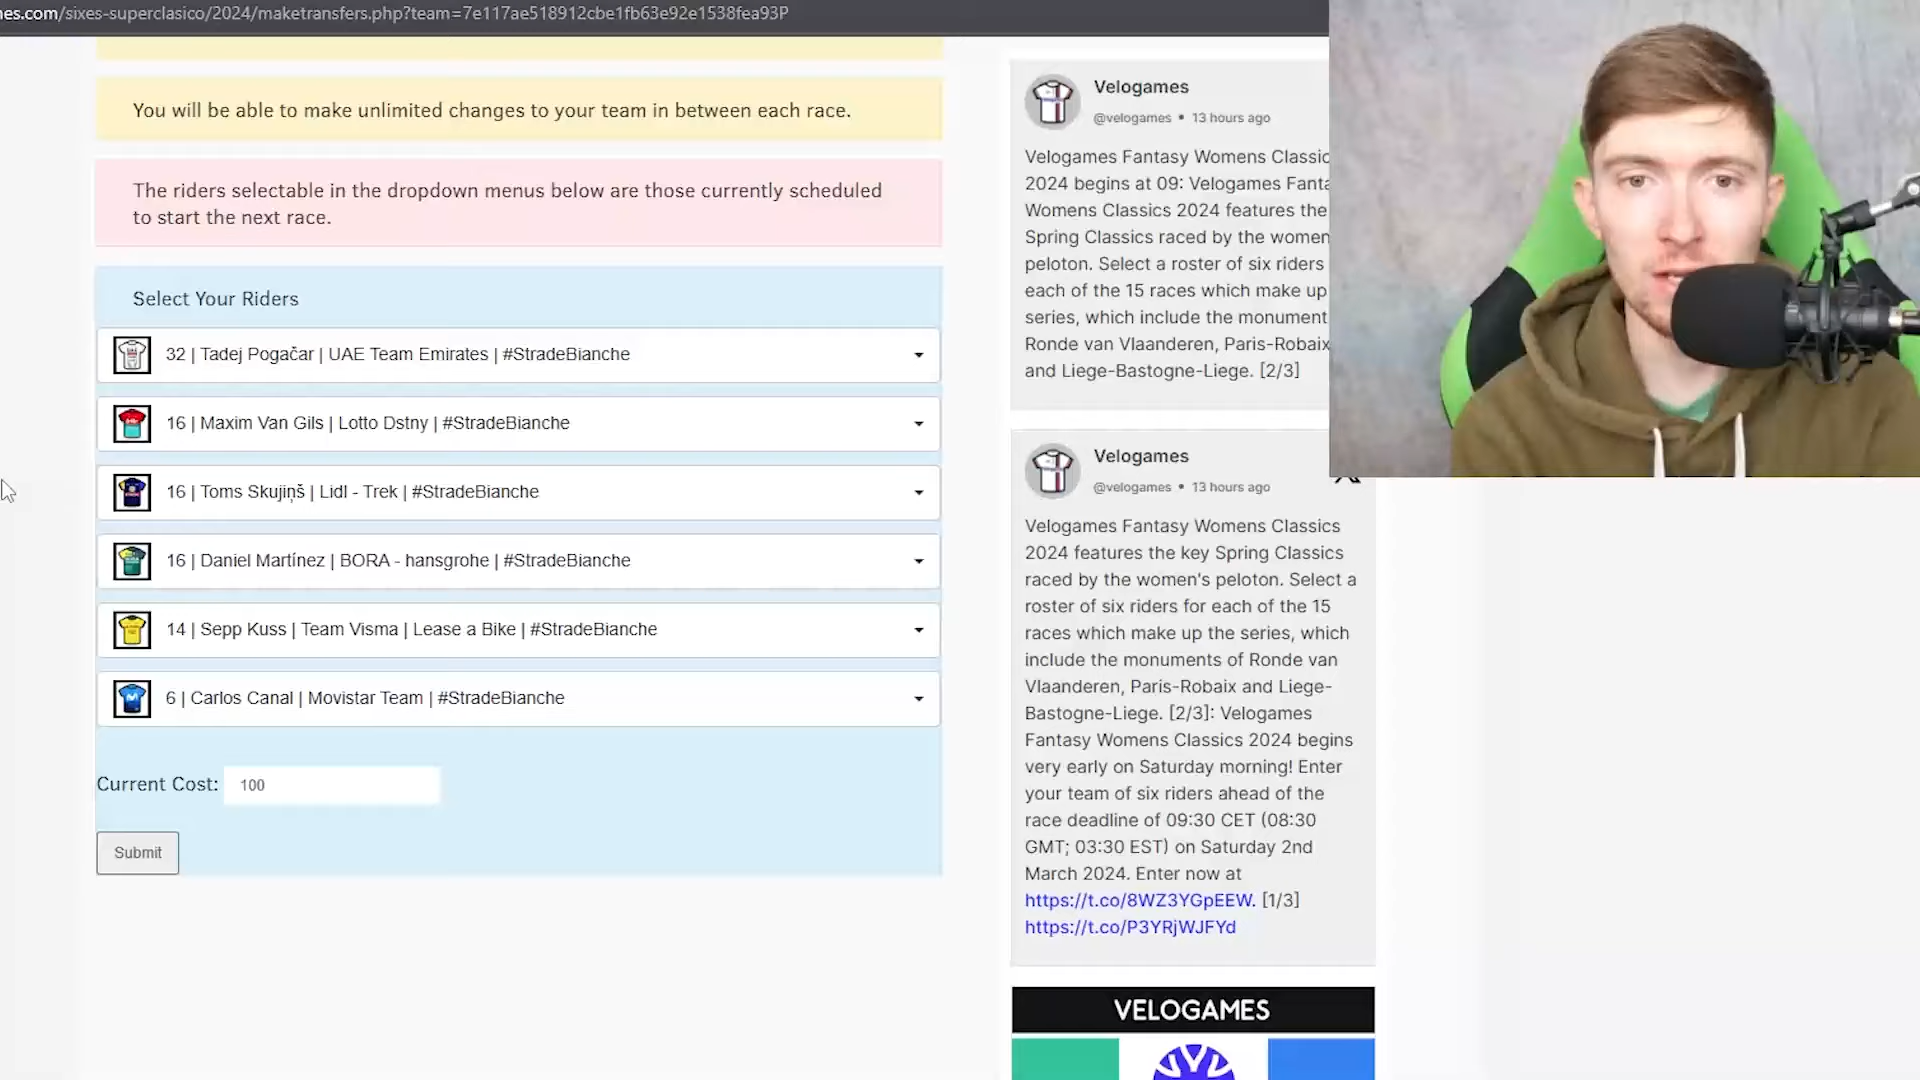 es.com/sixes-superclasico/2024/maketransfers.php?team=7e117ae518912cbe1fb63e92e1538fea93P
You will be able to make unlimited changes to your team in between each race.
The riders selectable in the dropdown menus below are those currently scheduled
to start the next race.
Select Your Riders
32 | Tadej Pogačar | UAE Team Emirates | #StradeBianche
16 | Maxim Van Gils | Lotto Dstny | #StradeBianche
16 | Toms Skujiņš | Lidl - Trek | #StradeBianche
16 | Daniel Martínez | BORA - hansgrohe | #StradeBianche
14 | Sepp Kuss | Team Visma | Lease a Bike | #StradeBianche
6 | Carlos Canal | Movistar Team | #StradeBianche
Current Cost: 100
Submit
Velogames
@velogames • 13 hours ago
Velogames Fantasy Womens Classic
2024 begins at 09: Velogames Fanta
Womens Classics 2024 features the
Spring Classics raced by the women
peloton. Select a roster of six riders
each of the 15 races which make up
series, which include the monument
Ronde van Vlaanderen, Paris-Robaix
and Liege-Bastogne-Liege. [2/3]
Velogames
@velogames • 13 hours ago
Velogames Fantasy Womens Classics
2024 features the key Spring Classics
raced by the women's peloton. Select a
roster of six riders for each of the 15
races which make up the series, which
include the monuments of Ronde van
Vlaanderen, Paris-Robaix and Liege-
Bastogne-Liege. [2/3]: Velogames
Fantasy Womens Classics 2024 begins
very early on Saturday morning! Enter
your team of six riders ahead of the
race deadline of 09:30 CET (08:30
GMT; 03:30 EST) on Saturday 2nd
March 2024. Enter now at
https://t.co/8WZ3YGpEEW. [1/3]
https://t.co/P3YRjWJFYd
VELOGAMES